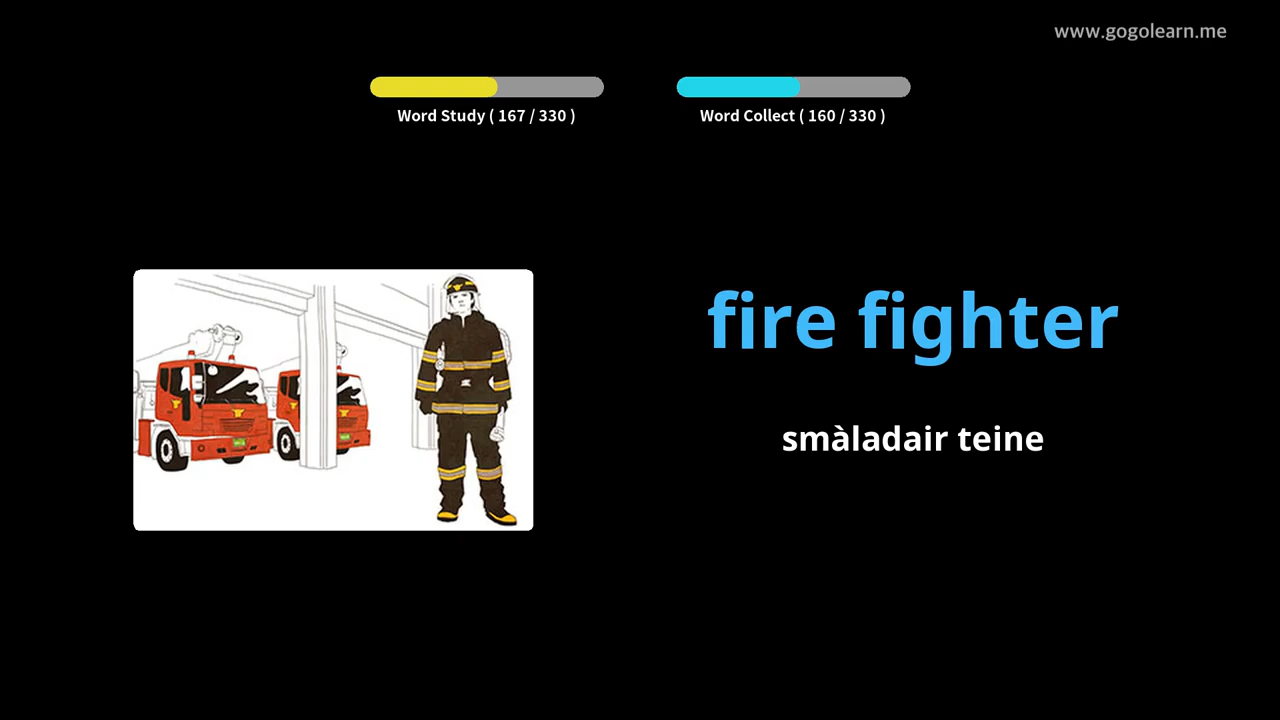 www.gogolearn.me
Word Study ( 167 / 330 )
Word Collect ( 160 / 330 )
fire fighter
smàladair teine